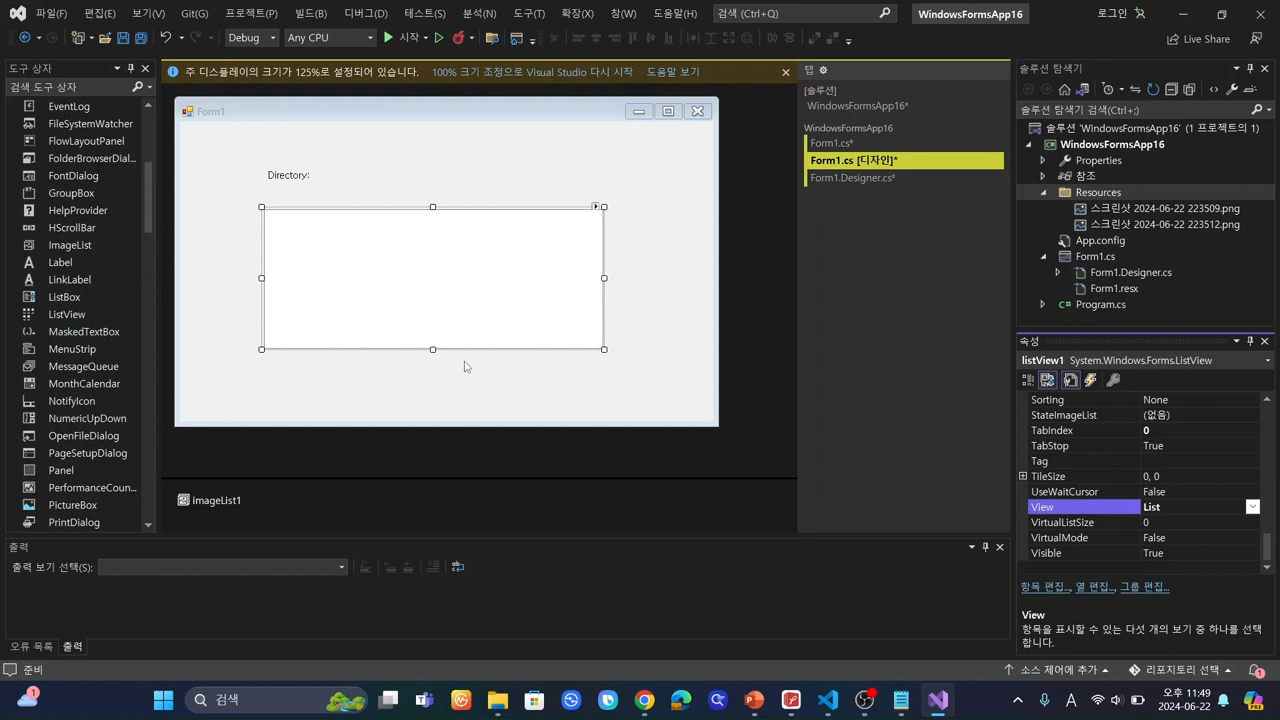 파일(F) 편집(E) 보기(V) Git(G) 프로젝트(P) 빌드(B) 디버그(D) 테스트(S) 분석(N) 도구(T) 확장(X) 창(W) 도움말(H) 검색 (Ctrl+Q) WindowsFormsApp16 로그인
Debug Any CPU 시작 Live Share
도구 상자
검색 도구 상자
EventLog
FileSystemWatcher
FlowLayoutPanel
FolderBrowserDial...
FontDialog
GroupBox
HelpProvider
HScrollBar
ImageList
Label
LinkLabel
ListBox
ListView
MaskedTextBox
MenuStrip
MessageQueue
MonthCalendar
NotifyIcon
NumericUpDown
OpenFileDialog
PageSetupDialog
Panel
PerformanceCoun...
PictureBox
PrintDialog
주 디스플레이의 크기가 125%로 설정되어 있습니다. 100% 크기 조정으로 Visual Studio 다시 시작 도움말 보기
Form1
Directory:
imageList1
탭
[솔루션]
WindowsFormsApp16*
WindowsFormsApp16
Form1.cs*
Form1.cs [디자인]*
Form1.Designer.cs*
솔루션 탐색기
솔루션 탐색기 검색(Ctrl+;)
솔루션 'WindowsFormsApp16' (1 프로젝트의 1)
WindowsFormsApp16
Properties
참조
Resources
스크린샷 2024-06-22 223509.png
스크린샷 2024-06-22 223512.png
App.config
Form1.cs
Form1.Designer.cs
Form1.resx
Program.cs
속성
listView1 System.Windows.Forms.ListView
Sorting None
StateImageList (없음)
TabIndex 0
TabStop True
Tag
TileSize 0, 0
UseWaitCursor False
View List
VirtualListSize 0
VirtualMode False
Visible True
항목 편집..., 열 편집..., 그룹 편집...
View
항목을 표시할 수 있는 다섯 개의 보기 중 하나를 선택
합니다.
출력
출력 보기 선택(S):
오류 목록 출력
준비 소스 제어에 추가 리포지토리 선택 1
1 검색 A 오후 11:49
2024-06-22